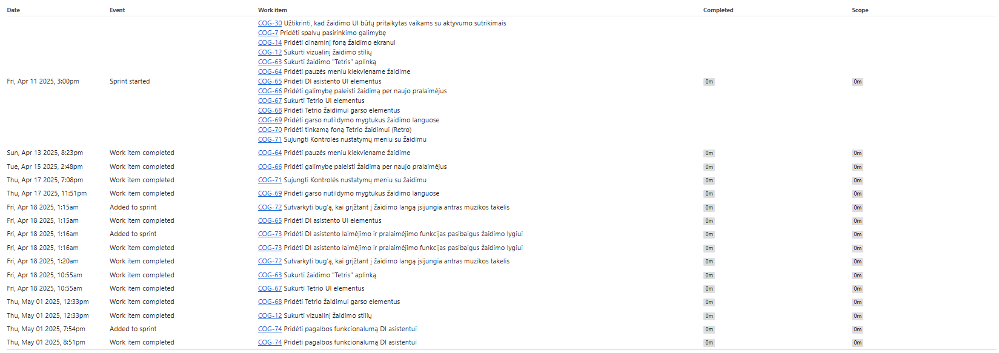 Date Event Work item Completed Scope
COG-30 Užtikrinti, kad žaidimo UI būtų pritaikytas vaikams su aktyvumo sutrikimais
COG-7 Pridėti spalvų pasirinkimo galimybę
COG-14 Pridėti dinaminį foną žaidimo ekranui
COG-12 Sukurti vizualinį žaidimo stilių
COG-63 Sukurti žaidimo "Tetris" aplinką
COG-64 Pridėti pauzės meniu kiekviename žaidime
Fri, Apr 11 2025, 3:00pm Sprint started COG-65 Pridėti DI asistento UI elementus 0m 0m
COG-66 Pridėti galimybę paleisti žaidimą per naujo pralaimėjus
COG-67 Sukurti Tetrio UI elementus
COG-68 Pridėti Tetrio žaidimui garso elementus
COG-69 Pridėti garso nutildymo mygtukus žaidimo languose
COG-70 Pridėti tinkamą foną Tetrio žaidimui (Retro)
COG-71 Sujungti Kontrolės nustatymų meniu su žaidimu
Sun, Apr 13 2025, 8:23pm Work item completed COG-64 Pridėti pauzės meniu kiekviename žaidime 0m 0m
Tue, Apr 15 2025, 2:48pm Work item completed COG-66 Pridėti galimybę paleisti žaidimą per naujo pralaimėjus 0m 0m
Thu, Apr 17 2025, 7:08pm Work item completed COG-71 Sujungti Kontrolės nustatymų meniu su žaidimu 0m 0m
Thu, Apr 17 2025, 11:51pm Work item completed COG-69 Pridėti garso nutildymo mygtukus žaidimo languose 0m 0m
Fri, Apr 18 2025, 1:15am Added to sprint COG-72 Sutvarkyti bug'ą, kai grįžtant į žaidimo langą įsijungia antras muzikos takelis 0m 0m
Fri, Apr 18 2025, 1:15am Work item completed COG-65 Pridėti DI asistento UI elementus 0m 0m
Fri, Apr 18 2025, 1:16am Added to sprint COG-73 Pridėti DI asistento laimėjimo ir pralaimėjimo funkcijas pasibaigus žaidimo lygiui 0m 0m
Fri, Apr 18 2025, 1:16am Work item completed COG-73 Pridėti DI asistento laimėjimo ir pralaimėjimo funkcijas pasibaigus žaidimo lygiui 0m 0m
Fri, Apr 18 2025, 1:20am Work item completed COG-72 Sutvarkyti bug'ą, kai grįžtant į žaidimo langą įsijungia antras muzikos takelis 0m 0m
Fri, Apr 18 2025, 10:55am Work item completed COG-63 Sukurti žaidimo "Tetris" aplinką 0m 0m
Fri, Apr 18 2025, 10:55am Work item completed COG-67 Sukurti Tetrio UI elementus 0m 0m
Thu, May 01 2025, 12:33pm Work item completed COG-68 Pridėti Tetrio žaidimui garso elementus 0m 0m
Thu, May 01 2025, 12:33pm Work item completed COG-12 Sukurti vizualinį žaidimo stilių 0m 0m
Thu, May 01 2025, 7:54pm Added to sprint COG-74 Pridėti pagalbos funkcionalumą DI asistentui 0m 0m
Thu, May 01 2025, 8:51pm Work item completed COG-74 Pridėti pagalbos funkcionalumą DI asistentui 0m 0m